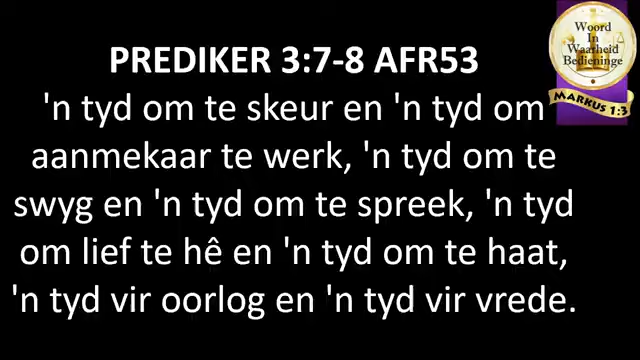 PREDIKER 3:7-8 AFR53
'n tyd om te skeur en 'n tyd om
aanmekaar te werk, 'n tyd om te
swyg en 'n tyd om te spreek, 'n tyd
om lief te hê en 'n tyd om te haat,
'n tyd vir oorlog en 'n tyd vir vrede.
Woord
In
Waarheid
Bedieninge
MARKUS 1:3